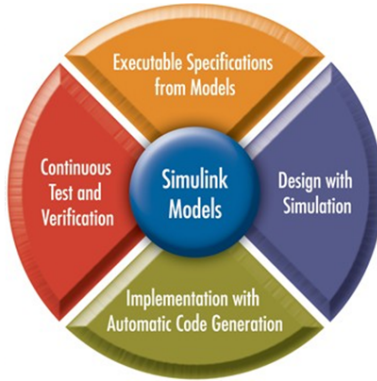 Executable Specifications
from Models
Continuous
Test and
Verification
Simulink
Models
Design with
Simulation
Implementation with
Automatic Code Generation